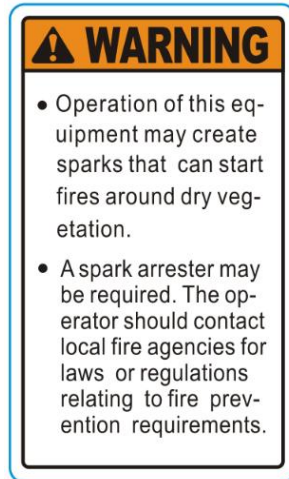 WARNING
• Operation of this eq-
uipment may create
sparks that can start
fires around dry veg-
etation.
• A spark arrester may
be required. The op-
erator should contact
local fire agencies for
laws or regulations
relating to fire prev-
ention requirements.